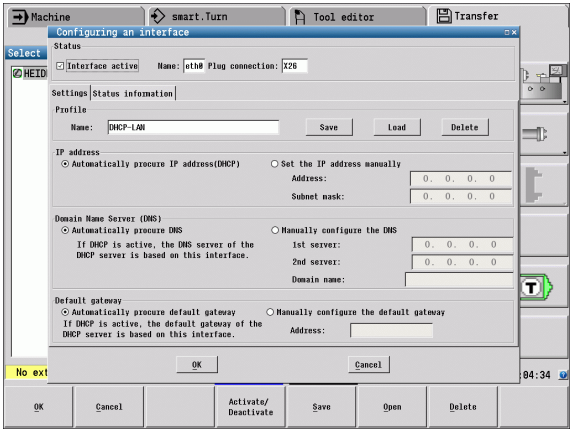 Machine
smart.Turn
Tool editor
Transfer
Configuring an interface
Select
Status
Interface active
Name: eth0 Plug connection: X26
Settings Status information
Profile
Name: DHCP-LAN Save Load Delete
IP address
Automatically procure IP address(DHCP) Set the IP address manually
Address: 0. 0. 0. 0
Subnet mask: 0. 0. 0. 0
Domain Name Server (DNS)
Automatically procure DNS Manually configure the DNS
If DHCP is active, the DNS server of the
DHCP server is based on this interface.
1st server: 0. 0. 0. 0
2nd server: 0. 0. 0. 0
Domain name:
Default gateway
Automatically procure default gateway Manually configure the default gateway
If DHCP is active, the default gateway of the
DHCP server is based on this interface.
Address:
OK Cancel
No ext
:04:34
T
OK Cancel Activate/
Deactivate Save Open Delete